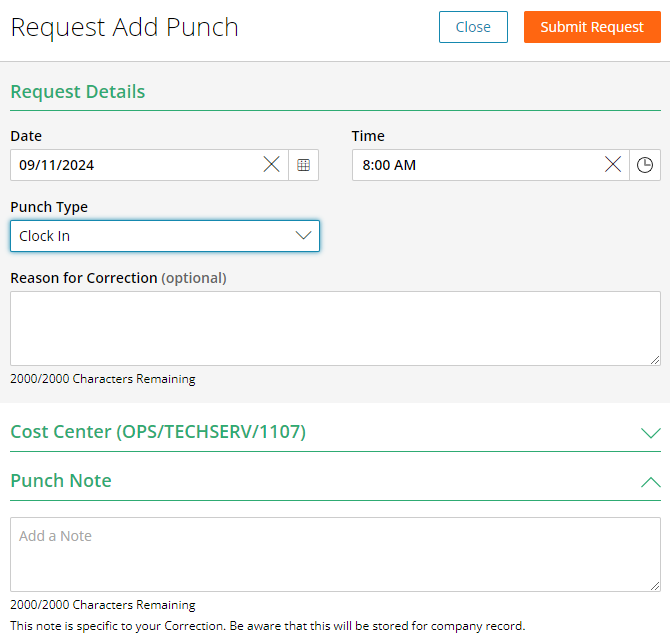 Request Add Punch
Close
Submit Request
Request Details
Date
Time
09/11/2024
8:00 AM
Punch Type
Clock In
Reason for Correction (optional)
2000/2000 Characters Remaining
Cost Center (OPS/TECHSERV/1107)
Punch Note
Add a Note
2000/2000 Characters Remaining
This note is specific to your Correction. Be aware that this will be stored for company record.